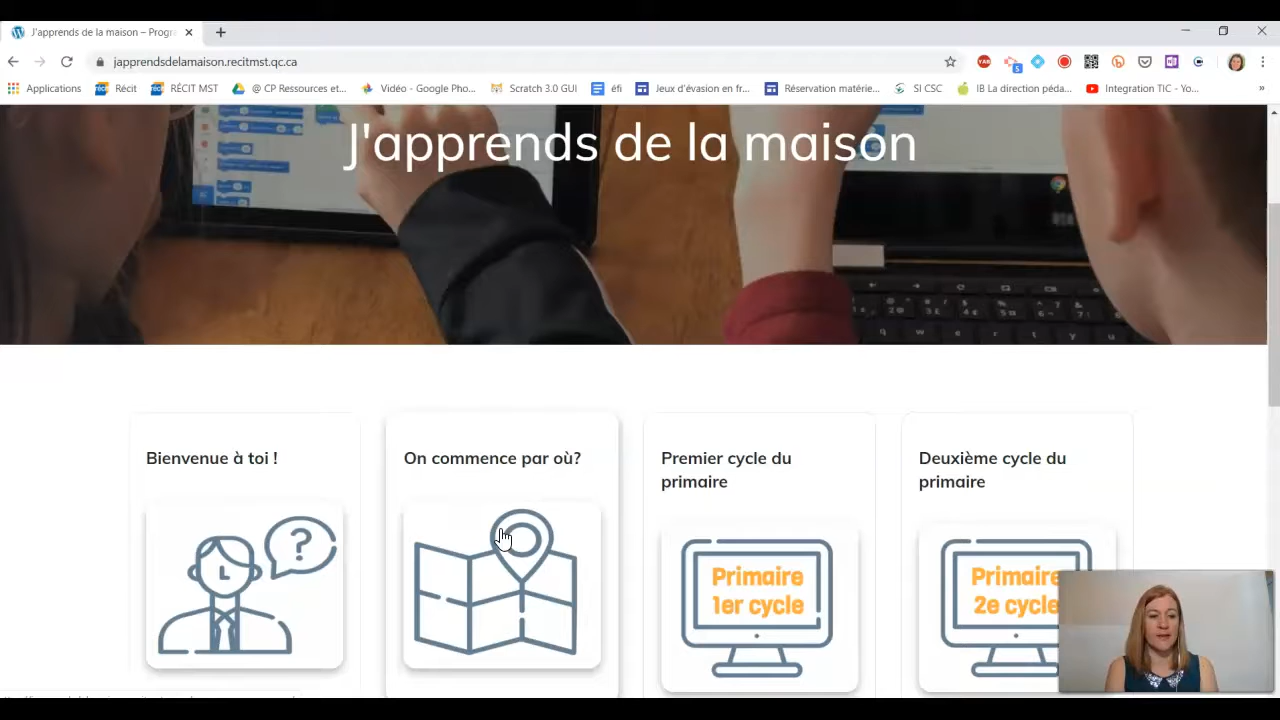 J'apprends de la maison – Progra
japprendsdelamaison.recitmst.qc.ca
Applications
Récit
RÉCIT MST
@ CP Ressources et...
Vidéo - Google Pho...
Scratch 3.0 GUI
éfi
Jeux d'évasion en fr...
Réservation matérie...
SI CSC
IB La direction péda...
Integration TIC - Yo...
»
J'apprends de la maison
Bienvenue à toi !
On commence par où?
Premier cycle du
primaire
Deuxième cycle du
primaire
?
Primaire
1er cycle
Primaire
2e cycle